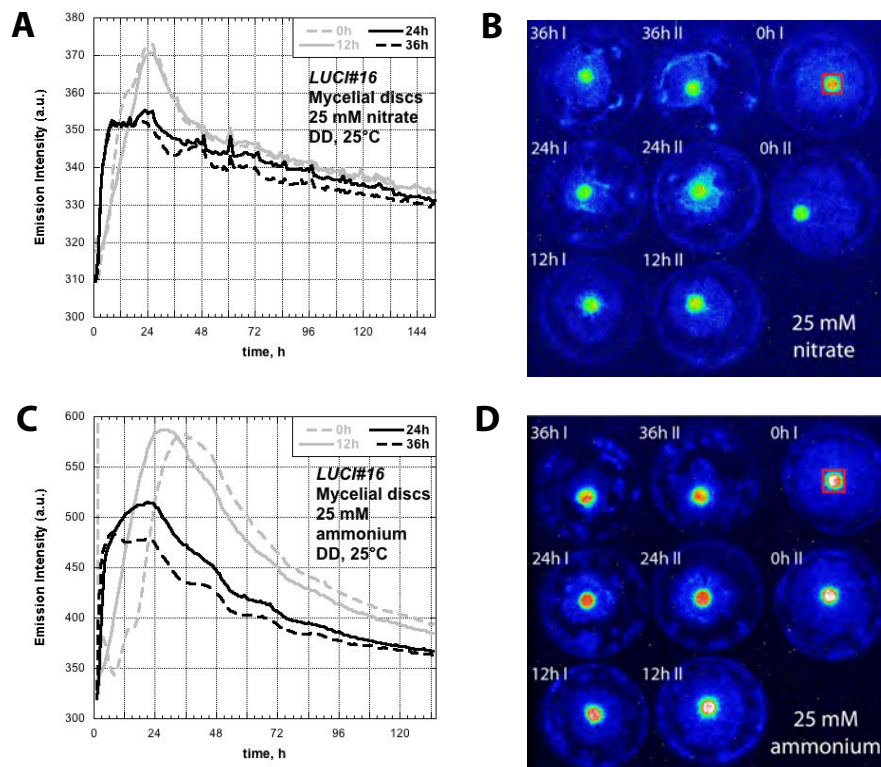 A
380
370
360
350
340
330
320
310
300
Emission Intensity (a.u.)
0h 24h
12h 36h
LUCI#16
Mycelial discs
25 mM nitrate
DD, 25°C
0 24 48 72 96 120 144
time, h
B
36h I 36h II 0h I
24h I 24h II 0h II
12h I 12h II
25 mM
nitrate
C
600
550
500
450
400
350
300
Emission Intensity (a.u.)
0h 24h
12h 36h
LUCI#16
Mycelial discs
25 mM
ammonium
DD, 25°C
0 24 48 72 96 120
time, h
D
36h I 36h II 0h I
24h I 24h II 0h II
12h I 12h II
25 mM
ammonium